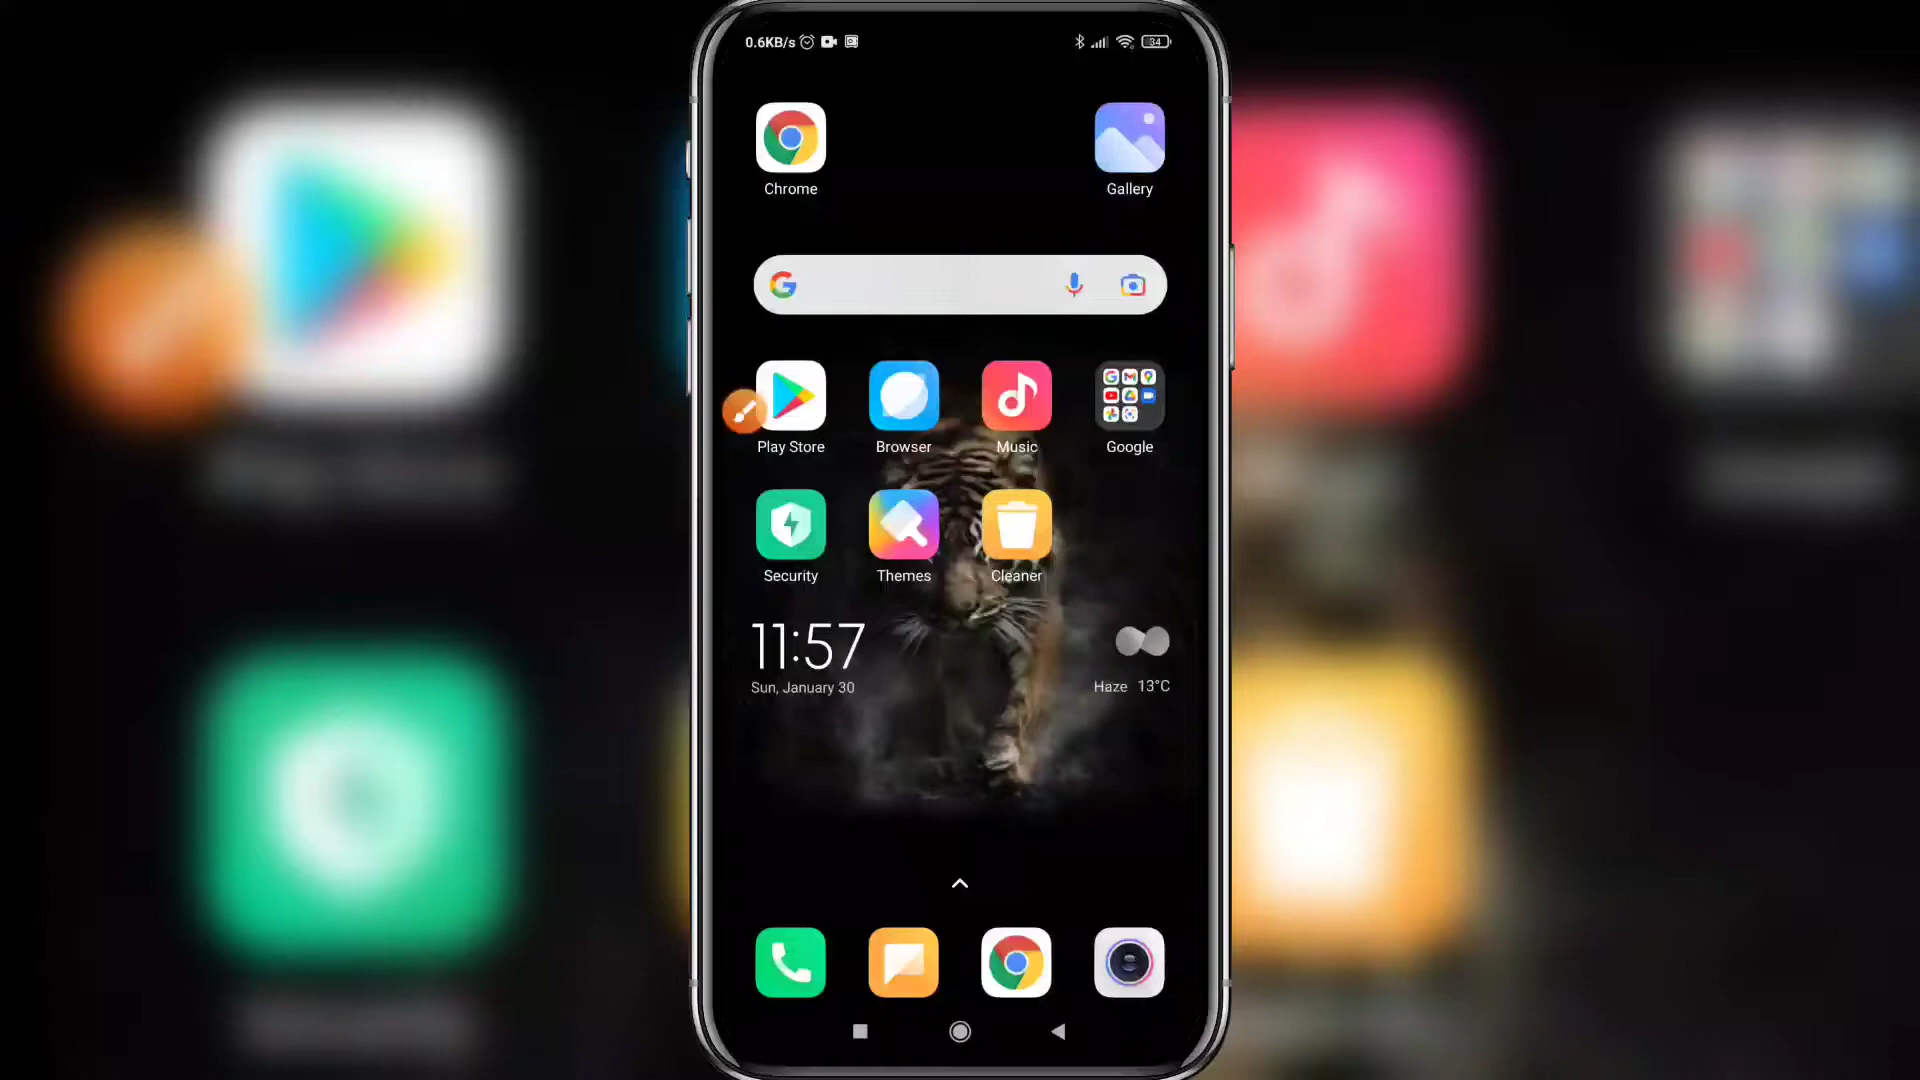 0.6KB/s
34
Chrome
Gallery
Play Store
Browser
Music
Google
Security
Themes
Cleaner
11:57
Sun, January 30
Haze 13°C